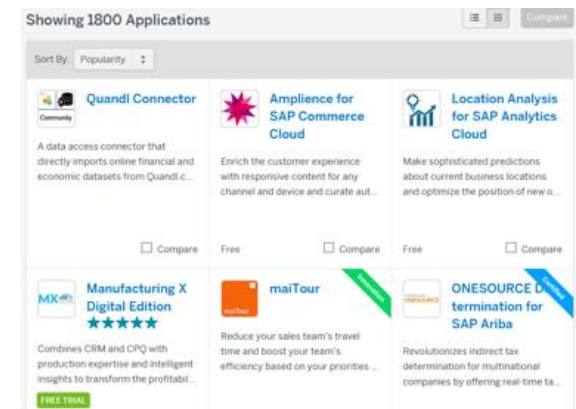 Showing 1800 Applications
Compare
Sort By: Popularity
Community
Quandl Connector
A data access connector that
directly imports online financial and
economic datasets from Quandl.c...
Compare
Amplience for
SAP Commerce
Cloud
Enrich the customer experience
with responsive content for any
channel and device and curate aut...
Free
Compare
Location Analysis
for SAP Analytics
Cloud
Make sophisticated predictions
about current business locations
and optimize the position of new o...
Free
Compare
MX
Manufacturing X
Digital Edition
Combines CRM and CPQ with
production expertise and intelligent
insights to transform the profitabil...
FREE TRIAL
maiTour
maiTour
Innovation
Reduce your sales team's travel
time and boost your team's
efficiency based on your priorities ...
ONESOURCE
ONESOURCE D
termination for
SAP Ariba
Certified
Revolutionizes indirect tax
determination for multinational
companies by offering real-time ta...